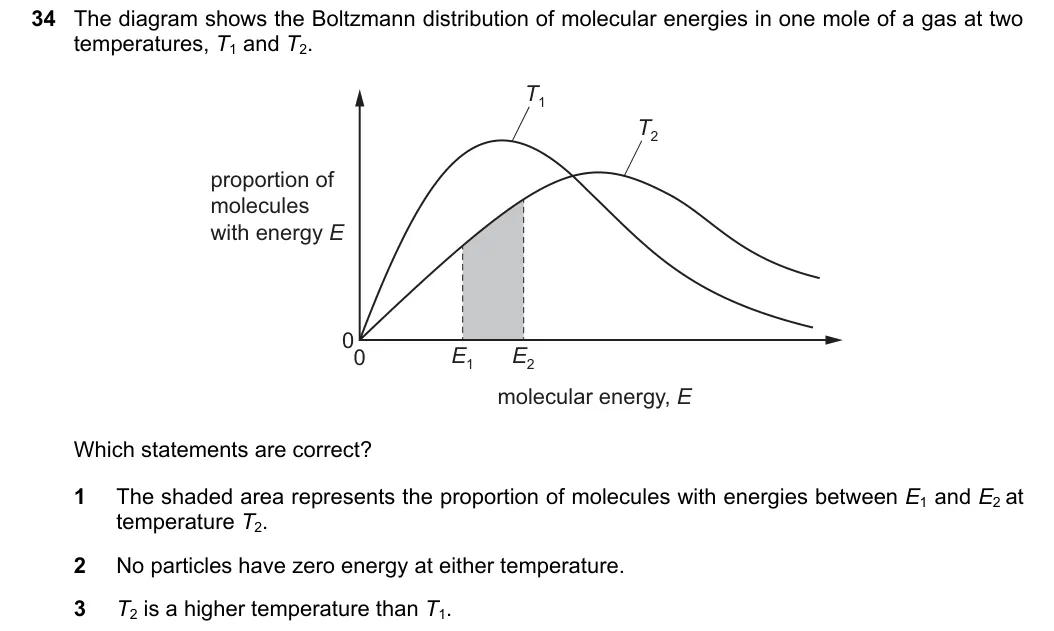 34 The diagram shows the Boltzmann distribution of molecular energies in one mole of a gas at two
temperatures, T₁ and T₂.
T₁
T₂
proportion of
molecules
with energy E
0
0
E₁
E₂
molecular energy, E
Which statements are correct?
1 The shaded area represents the proportion of molecules with energies between E₁ and E₂ at
temperature T₂.
2 No particles have zero energy at either temperature.
3 T₂ is a higher temperature than T₁.